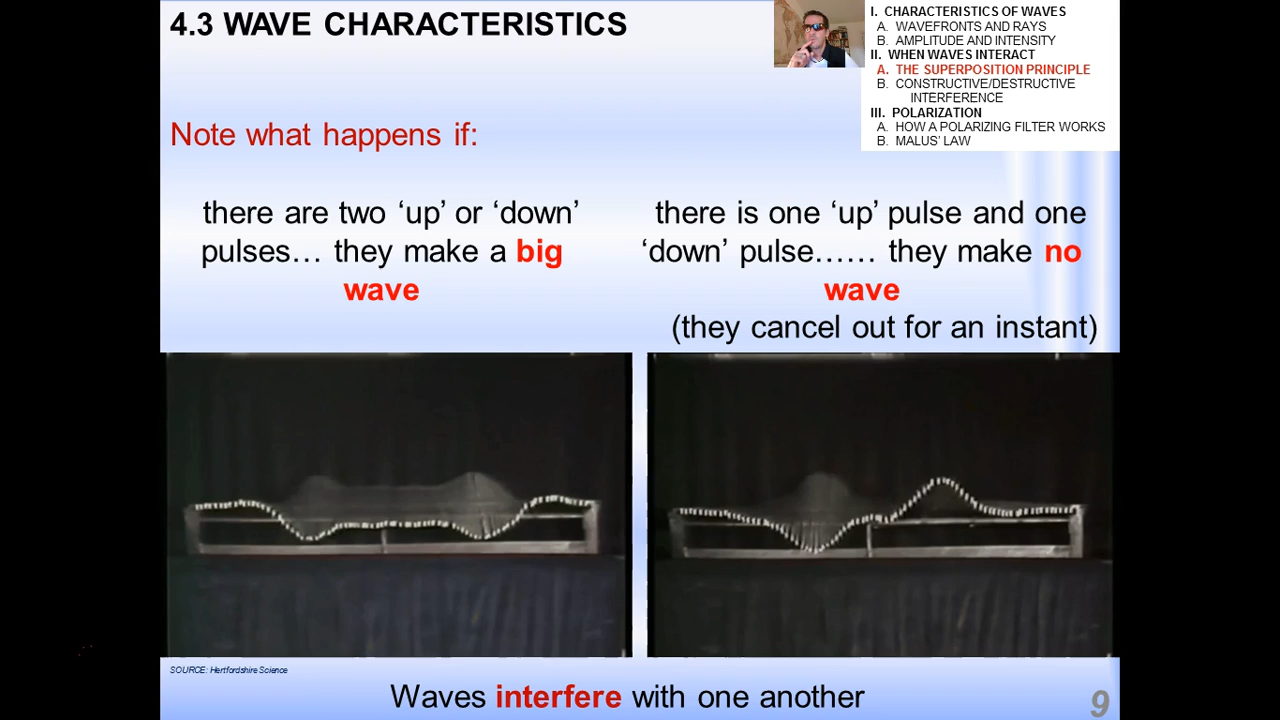 4.3 WAVE CHARACTERISTICS
I. CHARACTERISTICS OF WAVES
A. WAVEFRONTS AND RAYS
B. AMPLITUDE AND INTENSITY
II. WHEN WAVES INTERACT
A. THE SUPERPOSITION PRINCIPLE
B. CONSTRUCTIVE/DESTRUCTIVE
INTERFERENCE
III. POLARIZATION
A. HOW A POLARIZING FILTER WORKS
B. MALUS’ LAW
Note what happens if:
there are two ‘up’ or ‘down’
pulses… they make a big
wave
there is one ‘up’ pulse and one
‘down’ pulse…… they make no
wave
(they cancel out for an instant)
SOURCE: Hertfordshire Science
Waves interfere with one another
9